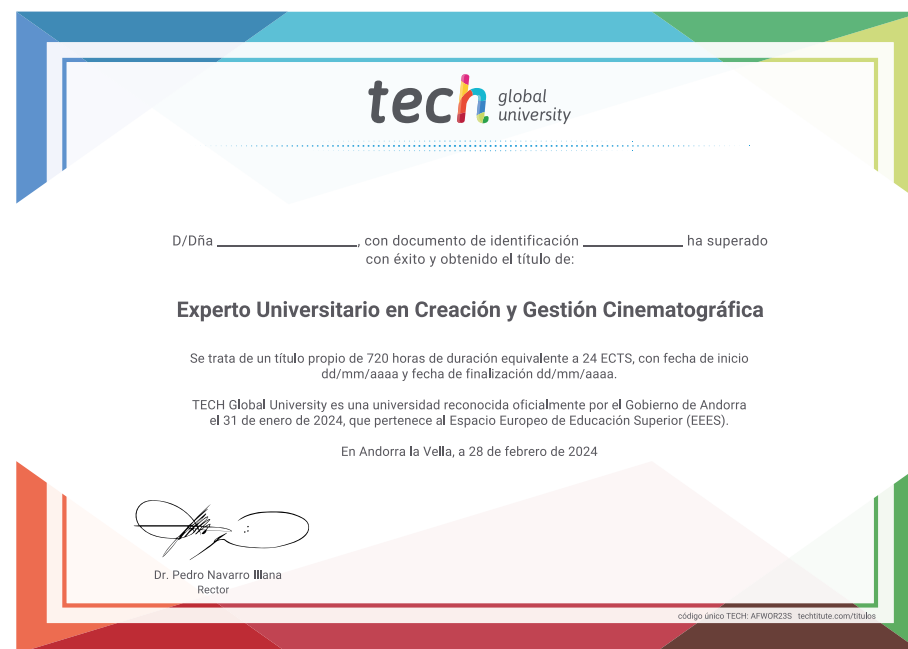 tech global university
D/Dña ____________, con documento de identificación ____________ ha superado
con éxito y obtenido el título de:
Experto Universitario en Creación y Gestión Cinematográfica
Se trata de un título propio de 720 horas de duración equivalente a 24 ECTS, con fecha de inicio
dd/mm/aaaa y fecha de finalización dd/mm/aaaa.
TECH Global University es una universidad reconocida oficialmente por el Gobierno de Andorra
el 31 de enero de 2024, que pertenece al Espacio Europeo de Educación Superior (EEES).
En Andorra la Vella, a 28 de febrero de 2024
Dr. Pedro Navarro Illana
Rector
código único TECH: AFWOR23S techtitute.com/titulos